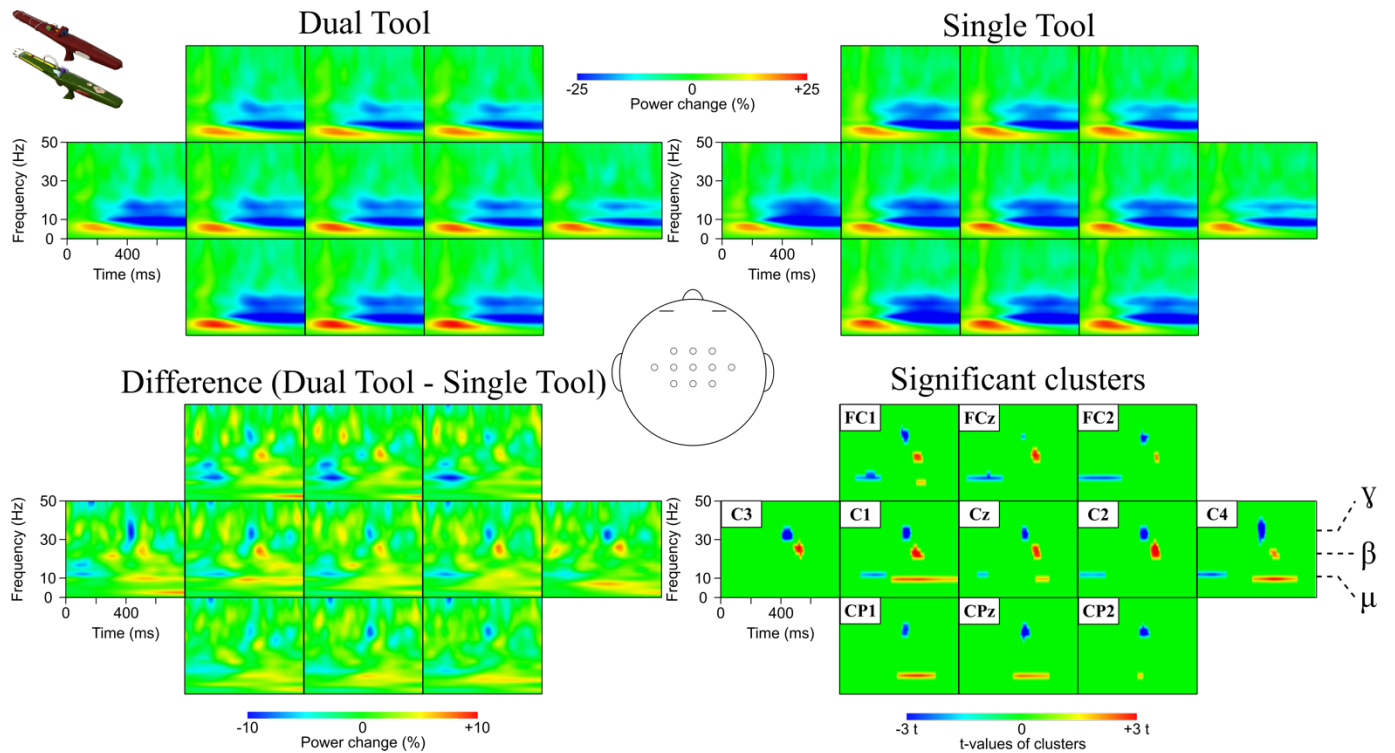 Dual Tool
Single Tool
-25 0 +25
Power change (%)
50
30
10
0
Frequency (Hz)
0 400
Time (ms)
50
30
10
0
Frequency (Hz)
0 400
Time (ms)
Difference (Dual Tool - Single Tool)
Significant clusters
FC1 FCz FC2
50
30
10
0
Frequency (Hz)
0 400
Time (ms)
50
30
10
0
Frequency (Hz)
C3 C1 Cz C2 C4
0 400
Time (ms)
Ɣ
β
μ
CP1 CPz CP2
-10 0 +10
Power change (%)
-3 t 0 +3 t
t-values of clusters